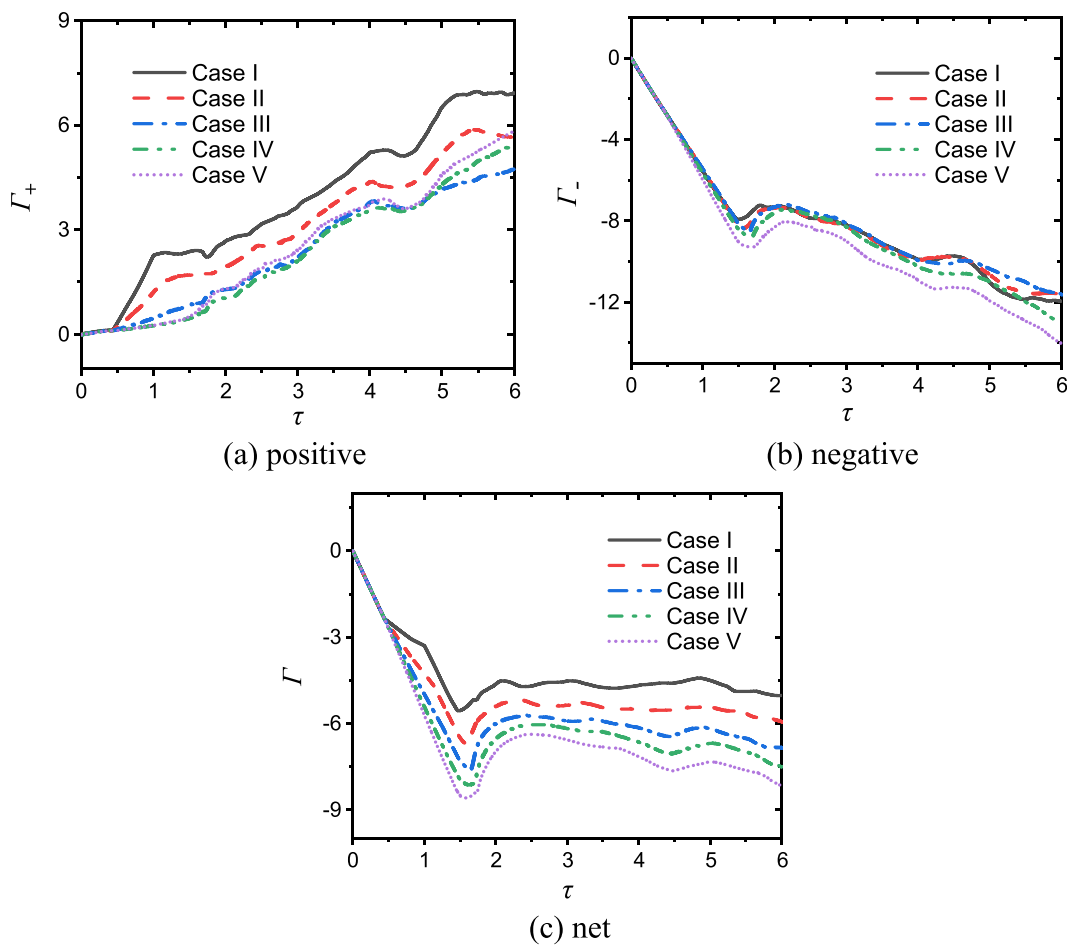 9
6
3
0
Γ₊
Case I
Case II
Case III
Case IV
Case V
0 1 2 3 4 5 6
τ
(a) positive
0
-4
-8
-12
Γ₋
Case I
Case II
Case III
Case IV
Case V
0 1 2 3 4 5 6
τ
(b) negative
0
-3
-6
-9
Γ
Case I
Case II
Case III
Case IV
Case V
0 1 2 3 4 5 6
τ
(c) net